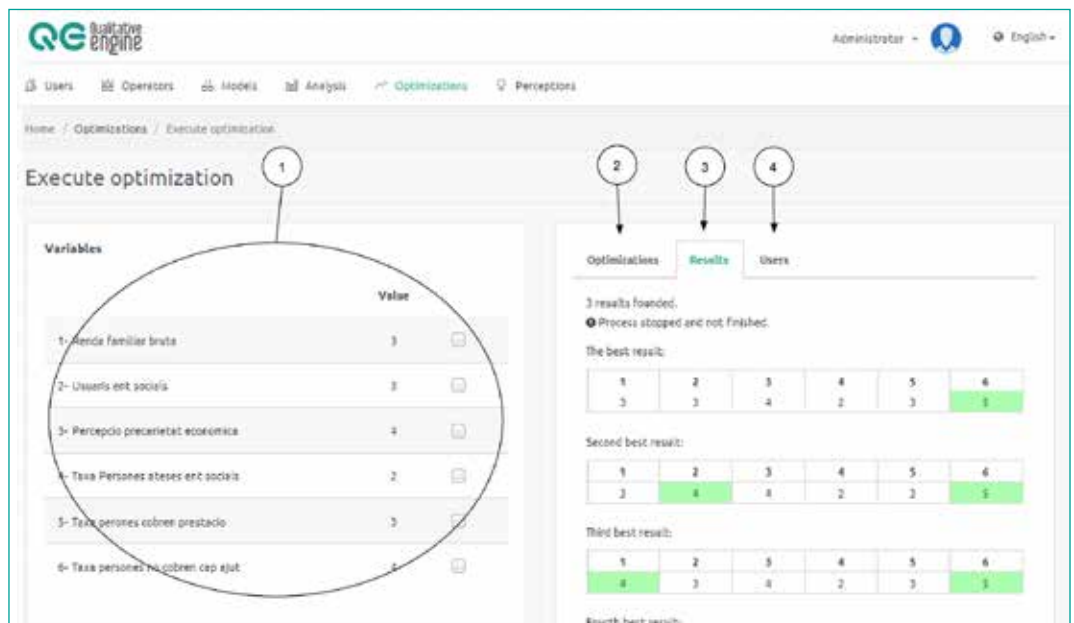 QE Qualitative engine
Administrator
English
Users Operators Models Analysis Optimizations Perceptions
Home / Optimizations / Execute optimization
Execute optimization
1
2
3
4
Variables
Value
1- Renda familiar bruta 3
2- Usuaris ent socials 3
3- Percepcio precarietat economica 4
4- Taxa Persones ateses ent socials 2
5- Taxa perones cobren prestacio 3
6- Taxa persones no cobren cap ajut 4
Optimizations Results Users
3 results founded.
Process stopped and not finished.
The best result:
1 2 3 4 5 6
3 3 4 2 3 5
Second best result:
1 2 3 4 5 6
3 4 4 2 3 5
Third best result:
1 2 3 4 5 6
4 3 4 2 3 5
Fourth best result: